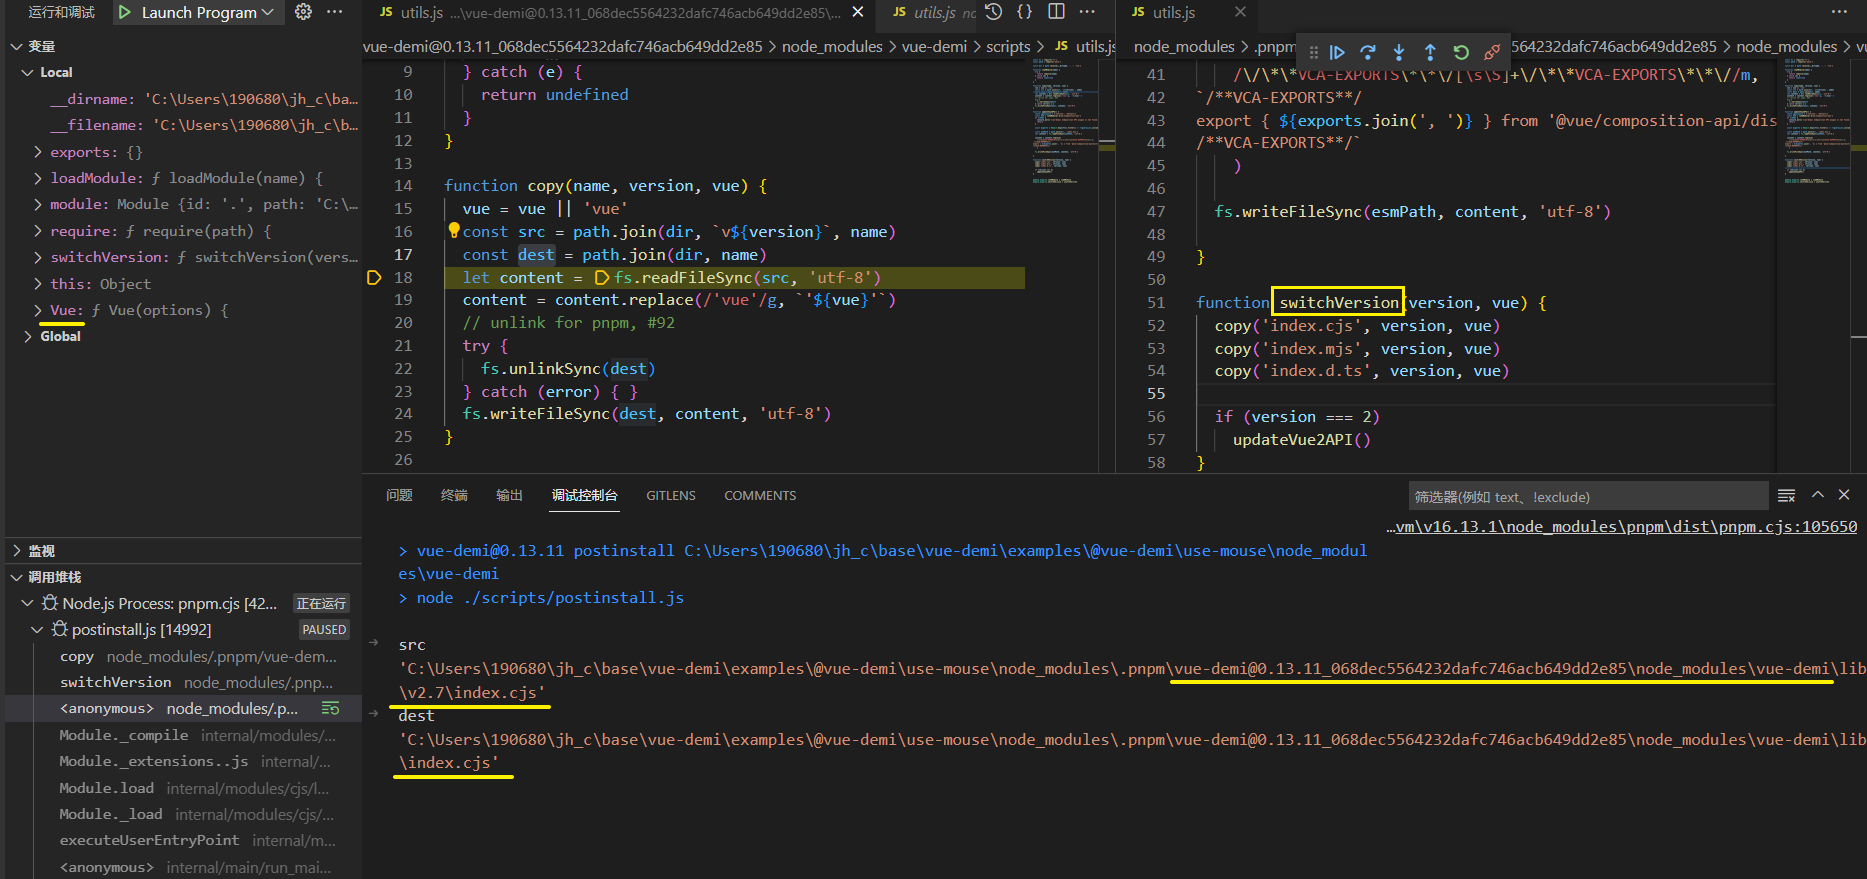 运行和调试
Launch Program
变量
Local
__dirname: 'C:\Users\190680\jh_c\ba…
__filename: 'C:\Users\190680\jh_c\b…
exports: {}
loadModule: ƒ loadModule(name) {
module: Module {id: '.', path: 'C:\…
require: ƒ require(path) {
switchVersion: ƒ switchVersion(vers…
this: Object
Vue: ƒ Vue(options) {
Global
监视
调用堆栈
Node.js Process: pnpm.cjs [42... 正在运行
postinstall.js [14992] PAUSED
copy node_modules/.pnpm/vue-dem...
switchVersion node_modules/.pnp...
<anonymous> node_modules/.p...
Module._compile internal/modules/...
Module._extensions..js internal/...
Module.load internal/modules/cjs/l...
Module._load internal/modules/cjs/...
executeUserEntryPoint internal/m...
<anonymous> internal/main/run_mai...
JS utils.js ...\vue-demi@0.13.11_068dec5564232dafc746acb649dd2e85\...
JS utils.js
vue-demi@0.13.11_068dec5564232dafc746acb649dd2e85 > node_modules > vue-demi > scripts > JS utils.js
9 } catch (e) {
10 return undefined
11 }
12 }
13
14 function copy(name, version, vue) {
15 vue = vue || 'vue'
16 const src = path.join(dir, `v${version}`, name)
17 const dest = path.join(dir, name)
18 let content = fs.readFileSync(src, 'utf-8')
19 content = content.replace(/'vue'/g, `'${vue}'`)
20 // unlink for pnpm, #92
21 try {
22 fs.unlinkSync(dest)
23 } catch (error) { }
24 fs.writeFileSync(dest, content, 'utf-8')
25 }
26
JS utils.js
node_modules > .pnpm 564232dafc746acb649dd2e85 > node_modules > vu
41 /\/\*\*VCA-EXPORTS\*\*\/[\s\S]+\/\*\*VCA-EXPORTS\*\*\//m,
42 `/**VCA-EXPORTS**/
43 export { ${exports.join(', ')} } from '@vue/composition-api/dis
44 /**VCA-EXPORTS**/`
45 )
46
47 fs.writeFileSync(esmPath, content, 'utf-8')
48
49 }
50
51 function switchVersion(version, vue) {
52 copy('index.cjs', version, vue)
53 copy('index.mjs', version, vue)
54 copy('index.d.ts', version, vue)
55
56 if (version === 2)
57 updateVue2API()
58 }
问题 终端 输出 调试控制台 GITLENS COMMENTS
筛选器(例如 text、!exclude)
…vm\v16.13.1\node_modules\pnpm\dist\pnpm.cjs:105650
> vue-demi@0.13.11 postinstall C:\Users\190680\jh_c\base\vue-demi\examples\@vue-demi\use-mouse\node_modul
es\vue-demi
> node ./scripts/postinstall.js
src
'C:\Users\190680\jh_c\base\vue-demi\examples\@vue-demi\use-mouse\node_modules\.pnpm\vue-demi@0.13.11_068dec5564232dafc746acb649dd2e85\node_modules\vue-demi\lib
\v2.7\index.cjs'
dest
'C:\Users\190680\jh_c\base\vue-demi\examples\@vue-demi\use-mouse\node_modules\.pnpm\vue-demi@0.13.11_068dec5564232dafc746acb649dd2e85\node_modules\vue-demi\lib
\index.cjs'